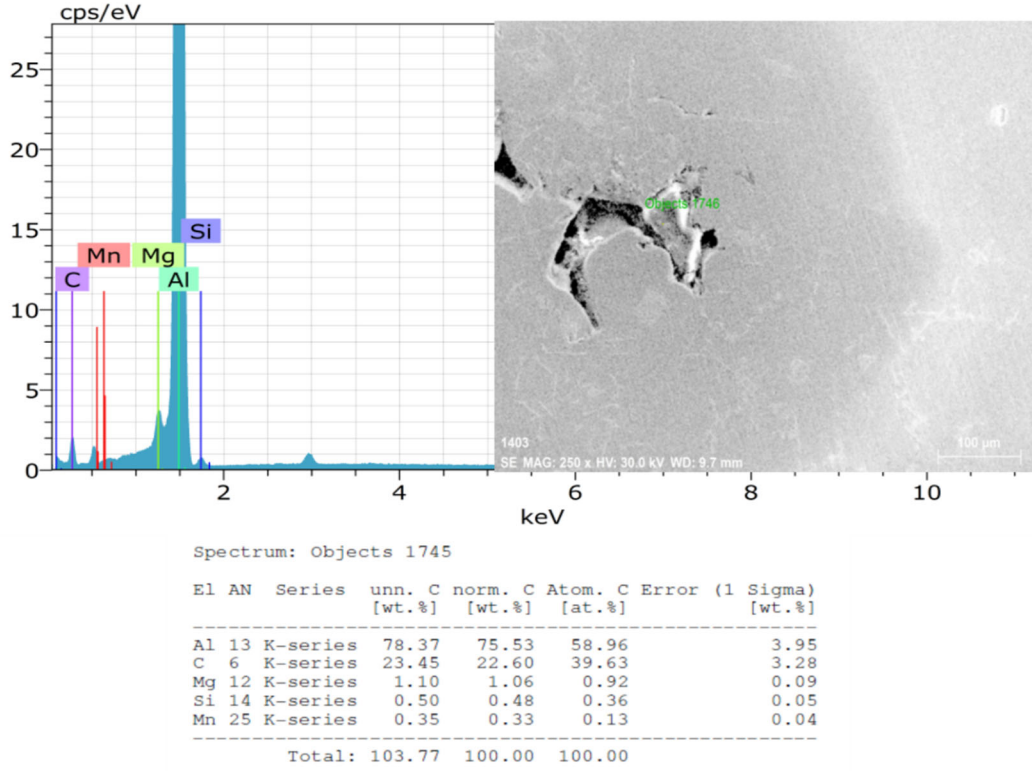 cps/eV
25
20
15
10
5
0
C
Mn
Mg
Al
Si
2
4
6
8
10
keV
Objects 1746
1403
SE MAG: 250 x HV: 30.0 kV WD: 9.7 mm
100 μm
Spectrum: Objects 1745
El AN Series unn. C norm. C Atom. C Error (1 Sigma)
[wt.%] [wt.%] [at.%] [wt.%]
Al 13 K-series 78.37 75.53 58.96 3.95
C 6 K-series 23.45 22.60 39.63 3.28
Mg 12 K-series 1.10 1.06 0.92 0.09
Si 14 K-series 0.50 0.48 0.36 0.05
Mn 25 K-series 0.35 0.33 0.13 0.04
Total: 103.77 100.00 100.00